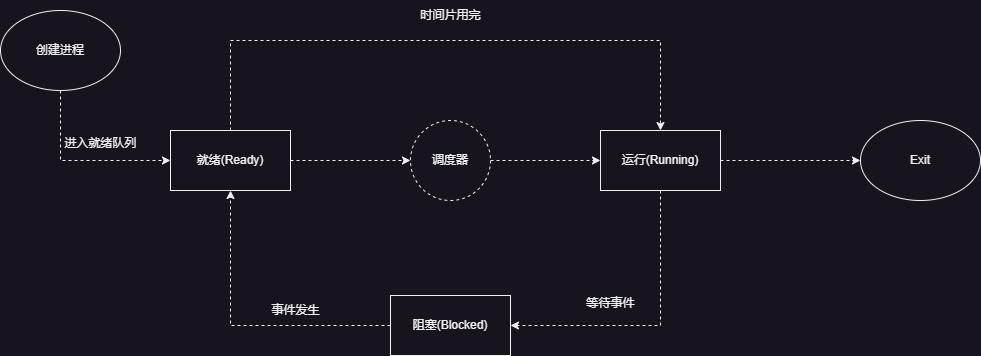 时间片用完
创建进程
进入就绪队列
就绪(Ready)
调度器
运行(Running)
Exit
事件发生
等待事件
阻塞(Blocked)